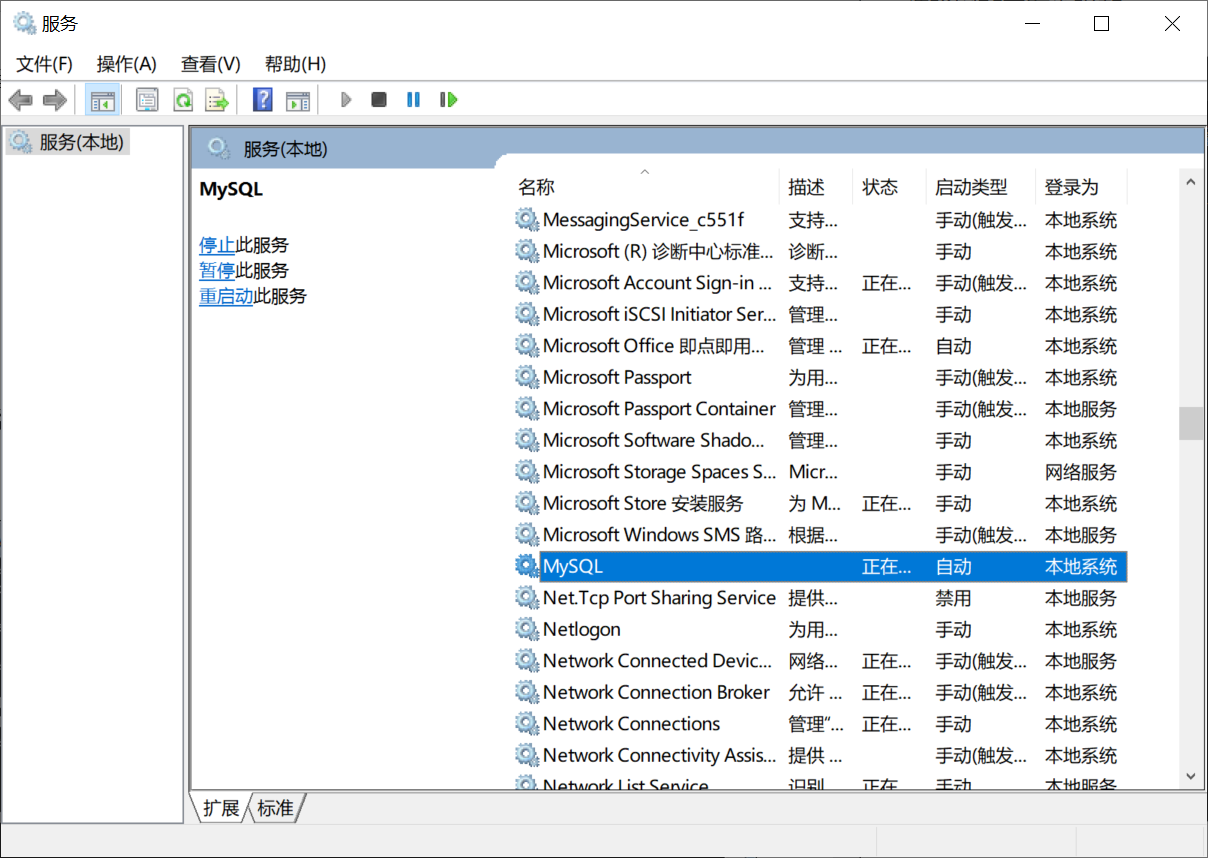 服务
文件(F) 操作(A) 查看(V) 帮助(H)
服务(本地)
服务(本地)
MySQL
停止此服务
暂停此服务
重启动此服务
名称 描述 状态 启动类型 登录为
MessagingService_c551f 支持... 手动(触发... 本地系统
Microsoft (R) 诊断中心标准... 诊断... 手动 本地系统
Microsoft Account Sign-in ... 支持... 正在... 手动(触发... 本地系统
Microsoft iSCSI Initiator Ser... 管理... 手动 本地系统
Microsoft Office 即点即用... 管理 ... 正在... 自动 本地系统
Microsoft Passport 为用... 手动(触发... 本地系统
Microsoft Passport Container 管理... 手动(触发... 本地服务
Microsoft Software Shado... 管理... 手动 本地系统
Microsoft Storage Spaces S... Micr... 手动 网络服务
Microsoft Store 安装服务 为 M... 正在... 手动 本地系统
Microsoft Windows SMS 路... 根据... 手动(触发... 本地服务
MySQL 正在... 自动 本地系统
Net.Tcp Port Sharing Service 提供... 禁用 本地服务
Netlogon 为用... 手动 本地系统
Network Connected Devic... 网络... 正在... 手动(触发... 本地服务
Network Connection Broker 允许 ... 正在... 手动(触发... 本地系统
Network Connections 管理“... 正在... 手动 本地系统
Network Connectivity Assis... 提供 ... 手动(触发... 本地系统
Network List Service 识别 正在 手动 本地服务
扩展 标准